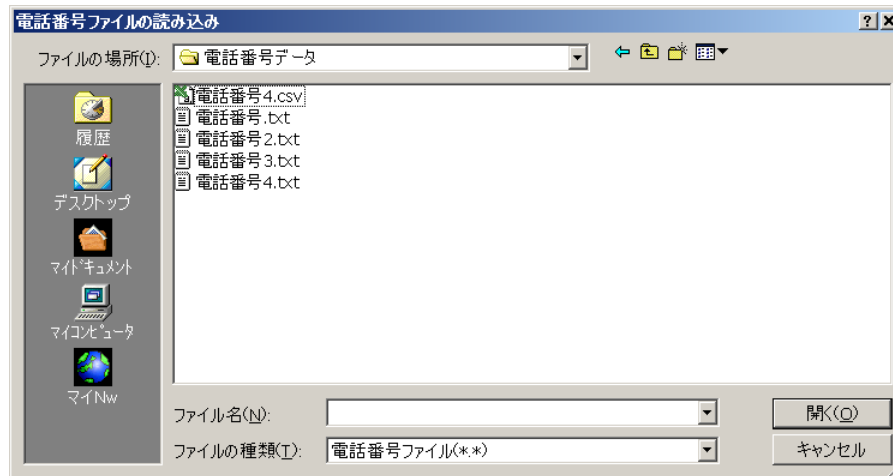 電話番号ファイルの読み込み
ファイルの場所(I): 電話番号データ
電話番号4.csv
電話番号.txt
電話番号2.txt
電話番号3.txt
電話番号4.txt
履歴
デスクトップ
マイドキュメント
マイコンピュータ
マイNw
ファイル名(N): 開く(O)
ファイルの種類(T): 電話番号ファイル(*.*) キャンセル